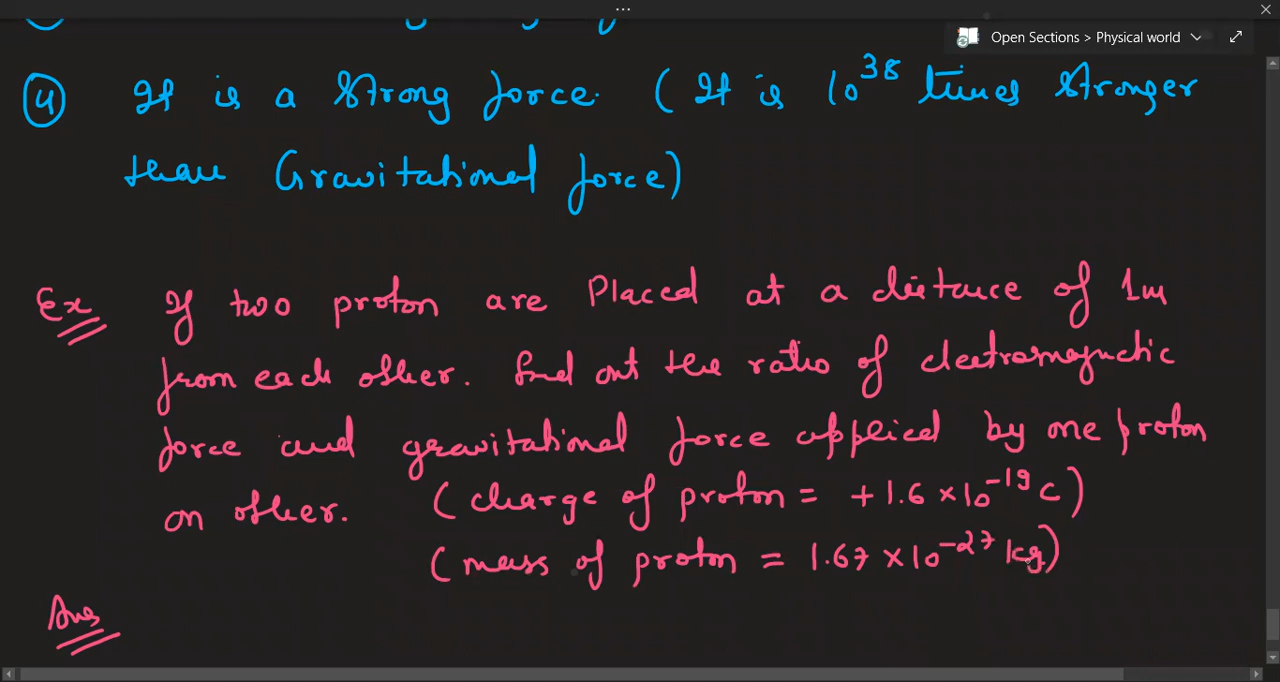 Open Sections > Physical world
④ It is a strong force. (It is 10³⁸ times stronger
than Gravitational force)
Ex If two proton are Placed at a distance of 1m
from each other. find out the ratio of electromagnetic
force and gravitational force applied by one proton
on other. (charge of proton = +1.6 × 10⁻¹⁹ C)
(mass of proton = 1.67 × 10⁻²⁷ kg)
Ans